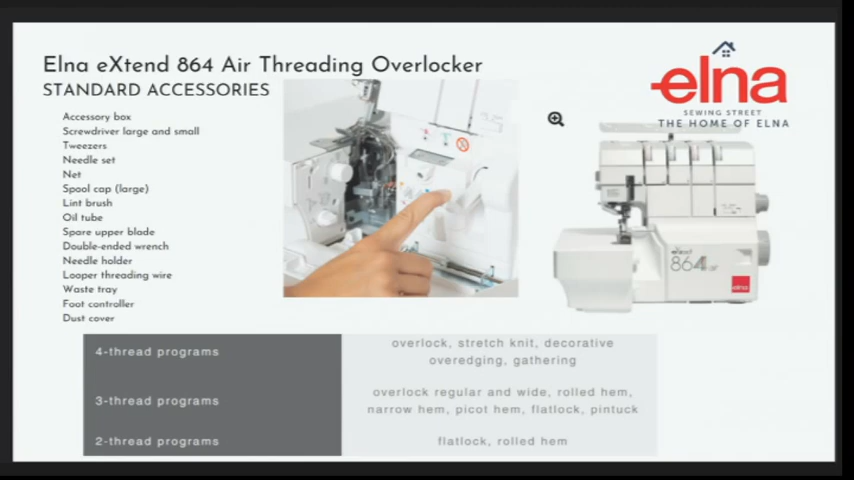 Elna eXtend 864 Air Threading Overlocker
STANDARD ACCESSORIES
Accessory box
Screwdriver large and small
Tweezers
Needle set
Net
Spool cap (large)
Lint brush
Oil tube
Spare upper blade
Double-ended wrench
Needle holder
Looper threading wire
Waste tray
Foot controller
Dust cover
elna
SEWING STREET
THE HOME OF ELNA
eXtend
864 air
elna
4-thread programs
overlock, stretch knit, decorative
overedging, gathering
3-thread programs
overlock regular and wide, rolled hem,
narrow hem, picot hem, flatlock, pintuck
2-thread programs
flatlock, rolled hem